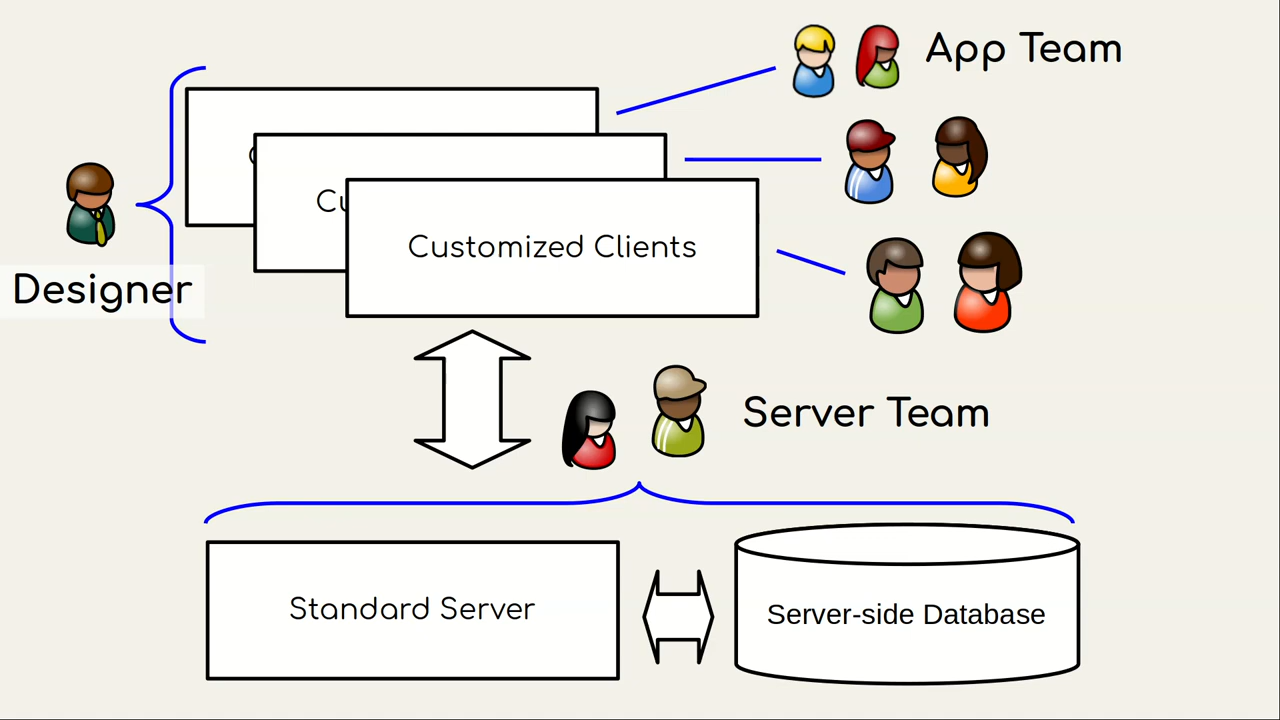 App Team
Customized Clients
Designer
Server Team
Standard Server
Server-side Database